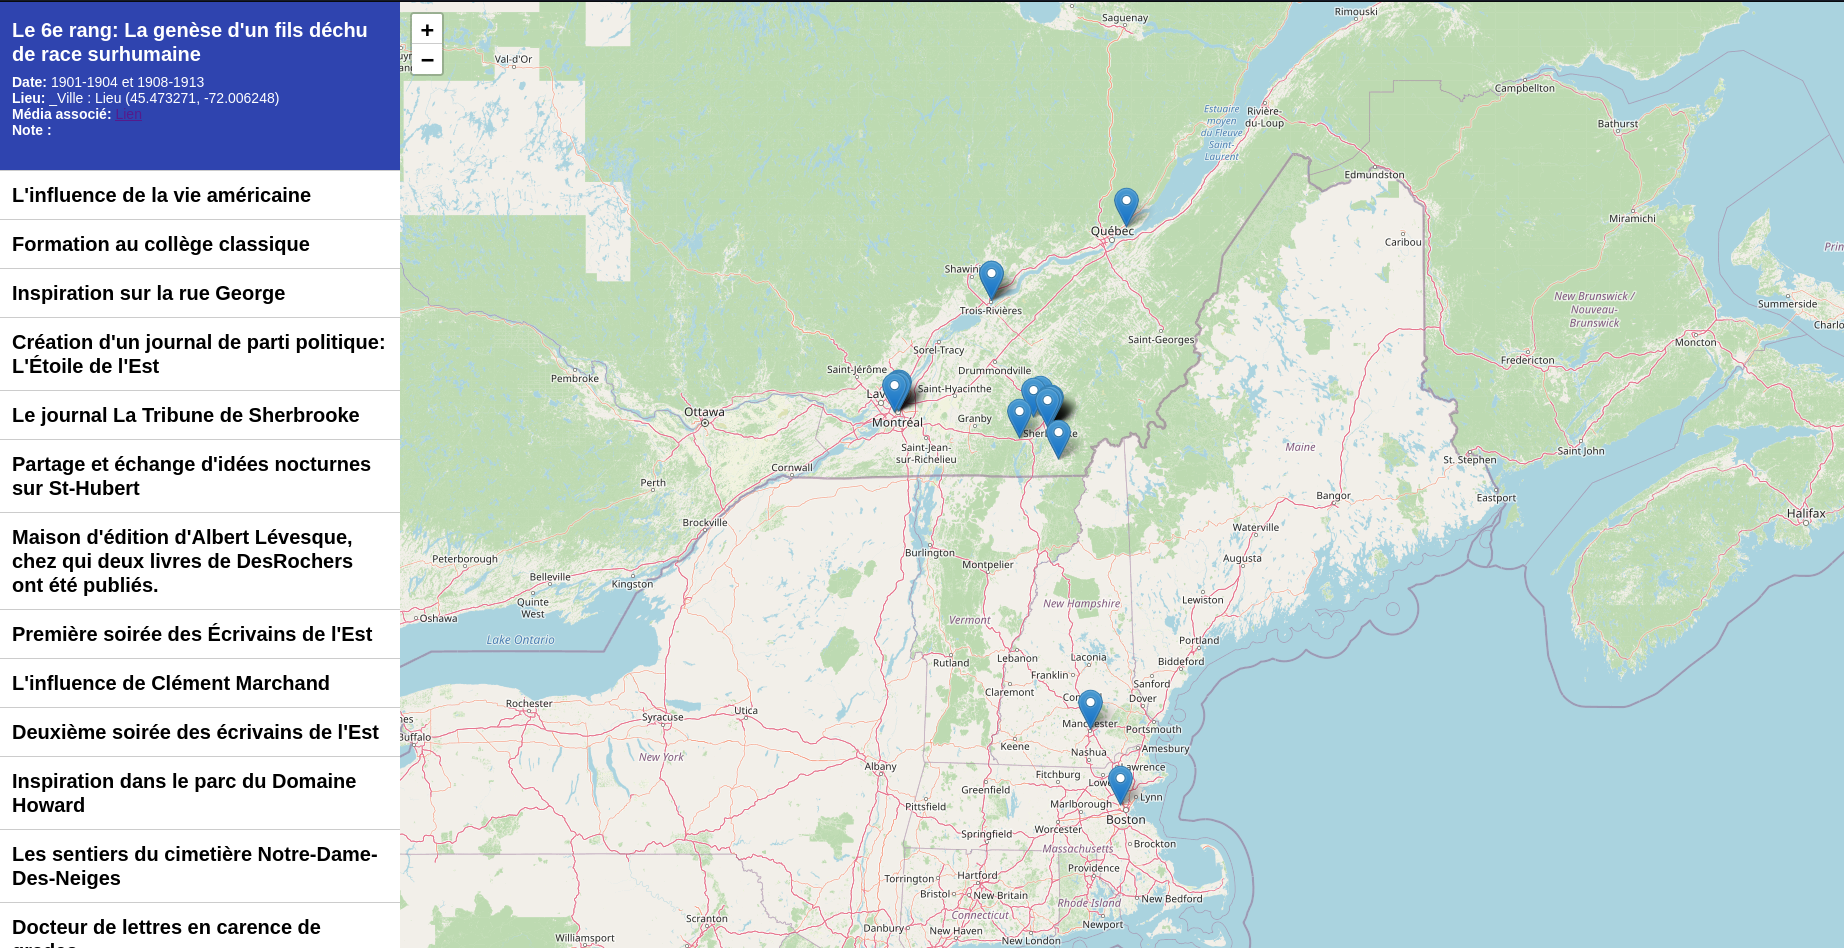 Le 6e rang: La genèse d'un fils déchu
de race surhumaine
Date: 1901-1904 et 1908-1913
Lieu: _Ville : Lieu (45.473271, -72.006248)
Média associé: Lien
Note :
L'influence de la vie américaine
Formation au collège classique
Inspiration sur la rue George
Création d'un journal de parti politique:
L'Étoile de l'Est
Le journal La Tribune de Sherbrooke
Partage et échange d'idées nocturnes
sur St-Hubert
Maison d'édition d'Albert Lévesque,
chez qui deux livres de DesRochers
ont été publiés.
Première soirée des Écrivains de l'Est
L'influence de Clément Marchand
Deuxième soirée des écrivains de l'Est
Inspiration dans le parc du Domaine
Howard
Les sentiers du cimetière Notre-Dame-
Des-Neiges
Docteur de lettres en carence de
+
−
Saguenay
Rimouski
Val-d'Or
Campbellton
Estuaire
moyen
du Fleuve
Saint-
Laurent
Rivière-
du-Loup
Bathurst
Edmundston
Miramichi
Québec
Caribou
Prin
Shawin
Trois-Rivières
New Brunswick /
Nouveau-
Brunswick
Summerside
Charlo
Saint-Georges
Moncton
Sorel-Tracy
Fredericton
Saint-Jérôme
Drummondville
Pembroke
Saint-Hyacinthe
Lav
Ottawa
Granby
Montréal
Sher
ke
Saint-Jean-
sur-Richelieu
Maine
Saint John
St. Stephen
Cornwall
Perth
Bangor
Eastport
Halifax
Brockville
Waterville
Burlington
Augusta
Peterborough
Montpelier
Belleville
Kingston
Quinte
West
New Hampshire
Lewiston
Oshawa
Vermont
Lake Ontario
Portland
Rutland
Lebanon
Laconia
Biddeford
Franklin
Sanford
Claremont
Con
Dover
Rochester
Utica
Syracuse
nes
Manchester
Portsmouth
Buffalo
Keene
Nashua
Amesbury
New York
Albany
Lawrence
Fitchburg
Lowe
Greenfield
Lynn
Pittsfield
Marlborough
Boston
Worcester
Springfield
Brockton
Massachusetts
Providence
Torrington
Hartford
Bristol
New Britain
New Bedford
Rhode Island
Connecticut
Scranton
Newport
Danbury
New Haven
Williamsport
New London